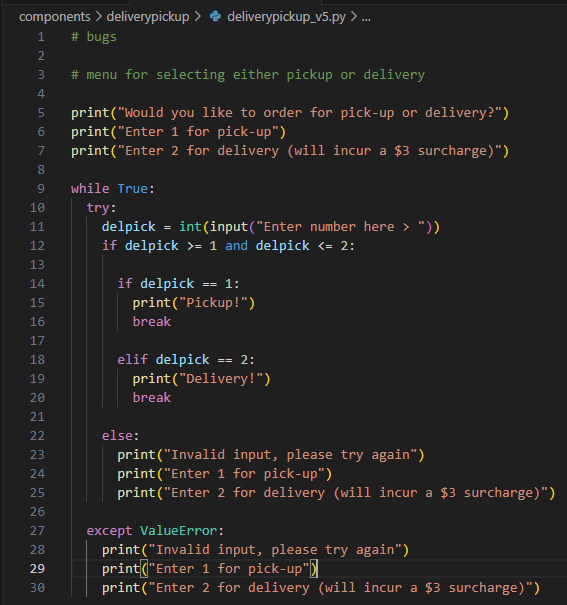 components > deliverypickup > deliverypickup_v5.py > ...
1 # bugs
2
3 # menu for selecting either pickup or delivery
4
5 print("Would you like to order for pick-up or delivery?")
6 print("Enter 1 for pick-up")
7 print("Enter 2 for delivery (will incur a $3 surcharge)")
8
9 while True:
10   try:
11     delpick = int(input("Enter number here > "))
12     if delpick >= 1 and delpick <= 2:
13
14       if delpick == 1:
15         print("Pickup!")
16         break
17
18       elif delpick == 2:
19         print("Delivery!")
20         break
21
22     else:
23       print("Invalid input, please try again")
24       print("Enter 1 for pick-up")
25       print("Enter 2 for delivery (will incur a $3 surcharge)")
26
27   except ValueError:
28     print("Invalid input, please try again")
29     print("Enter 1 for pick-up")
30     print("Enter 2 for delivery (will incur a $3 surcharge)")